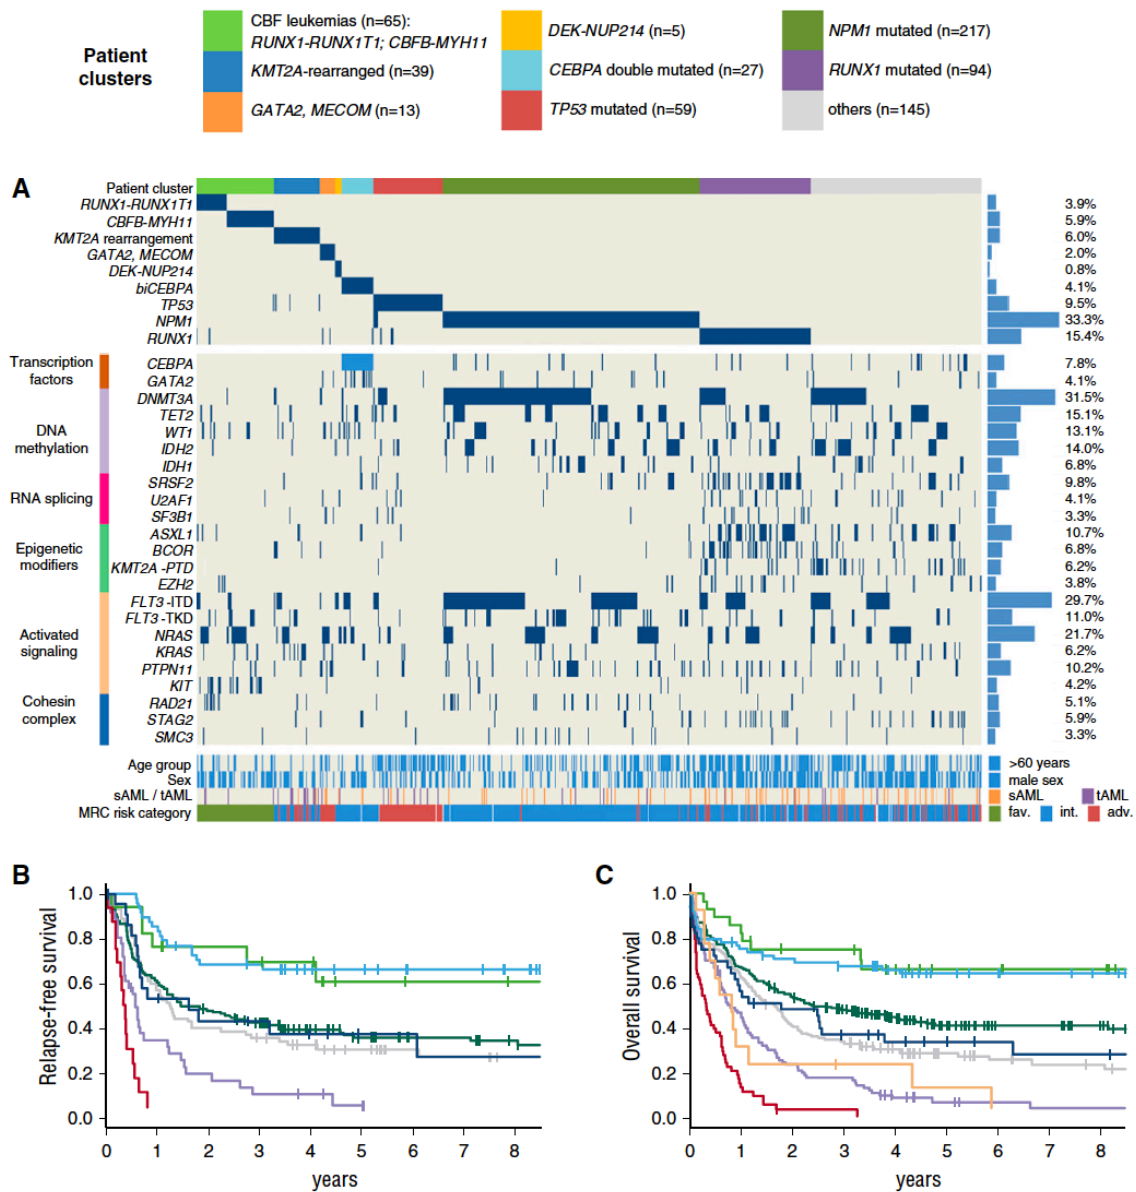 Patient
clusters
CBF leukemias (n=65):
RUNX1-RUNX1T1; CBFB-MYH11
KMT2A-rearranged (n=39)
GATA2, MECOM (n=13)
DEK-NUP214 (n=5)
CEBPA double mutated (n=27)
TP53 mutated (n=59)
NPM1 mutated (n=217)
RUNX1 mutated (n=94)
others (n=145)
A
Patient cluster
RUNX1-RUNX1T1 3.9%
CBFB-MYH11 5.9%
KMT2A rearrangement 6.0%
GATA2, MECOM 2.0%
DEK-NUP214 0.8%
biCEBPA 4.1%
TP53 9.5%
NPM1 33.3%
RUNX1 15.4%
Transcription
factors
CEBPA 7.8%
GATA2 4.1%
DNA
methylation
DNMT3A 31.5%
TET2 15.1%
WT1 13.1%
IDH2 14.0%
IDH1 6.8%
RNA splicing
SRSF2 9.8%
U2AF1 4.1%
SF3B1 3.3%
Epigenetic
modifiers
ASXL1 10.7%
BCOR 6.8%
KMT2A -PTD 6.2%
EZH2 3.8%
Activated
signaling
FLT3 -ITD 29.7%
FLT3 -TKD 11.0%
NRAS 21.7%
KRAS 6.2%
PTPN11 10.2%
KIT 4.2%
Cohesin
complex
RAD21 5.1%
STAG2 5.9%
SMC3 3.3%
Age group >60 years
Sex male sex
sAML / tAML sAML tAML
MRC risk category fav. int. adv.
B
Relapse-free survival
1.0
0.8
0.6
0.4
0.2
0.0
0 1 2 3 4 5 6 7 8
years
C
Overall survival
1.0
0.8
0.6
0.4
0.2
0.0
0 1 2 3 4 5 6 7 8
years